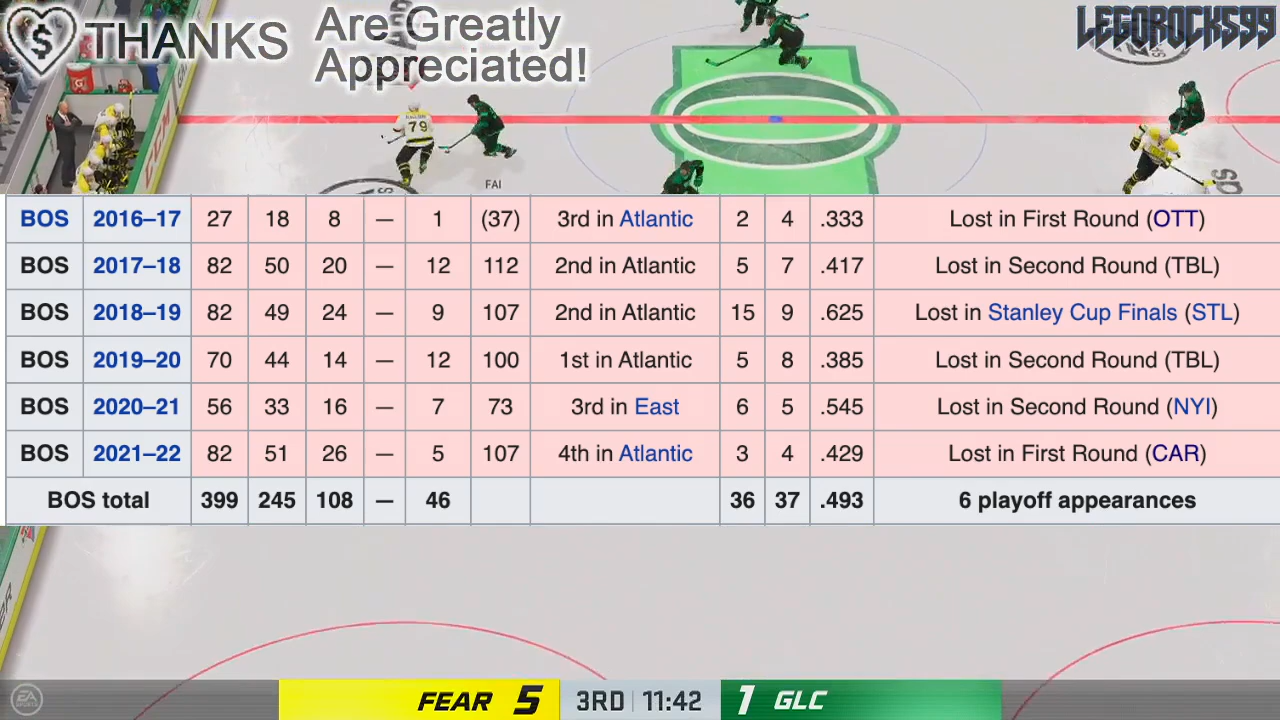 THANKS
Are Greatly
Appreciated!
LEGOROCKS99
79
FAI
BOS 2016–17 27 18 8 — 1 (37) 3rd in Atlantic 2 4 .333 Lost in First Round (OTT)
BOS 2017–18 82 50 20 — 12 112 2nd in Atlantic 5 7 .417 Lost in Second Round (TBL)
BOS 2018–19 82 49 24 — 9 107 2nd in Atlantic 15 9 .625 Lost in Stanley Cup Finals (STL)
BOS 2019–20 70 44 14 — 12 100 1st in Atlantic 5 8 .385 Lost in Second Round (TBL)
BOS 2020–21 56 33 16 — 7 73 3rd in East 6 5 .545 Lost in Second Round (NYI)
BOS 2021–22 82 51 26 — 5 107 4th in Atlantic 3 4 .429 Lost in First Round (CAR)
BOS total 399 245 108 — 46 36 37 .493 6 playoff appearances
FEAR 5 3RD 11:42 1 GLC